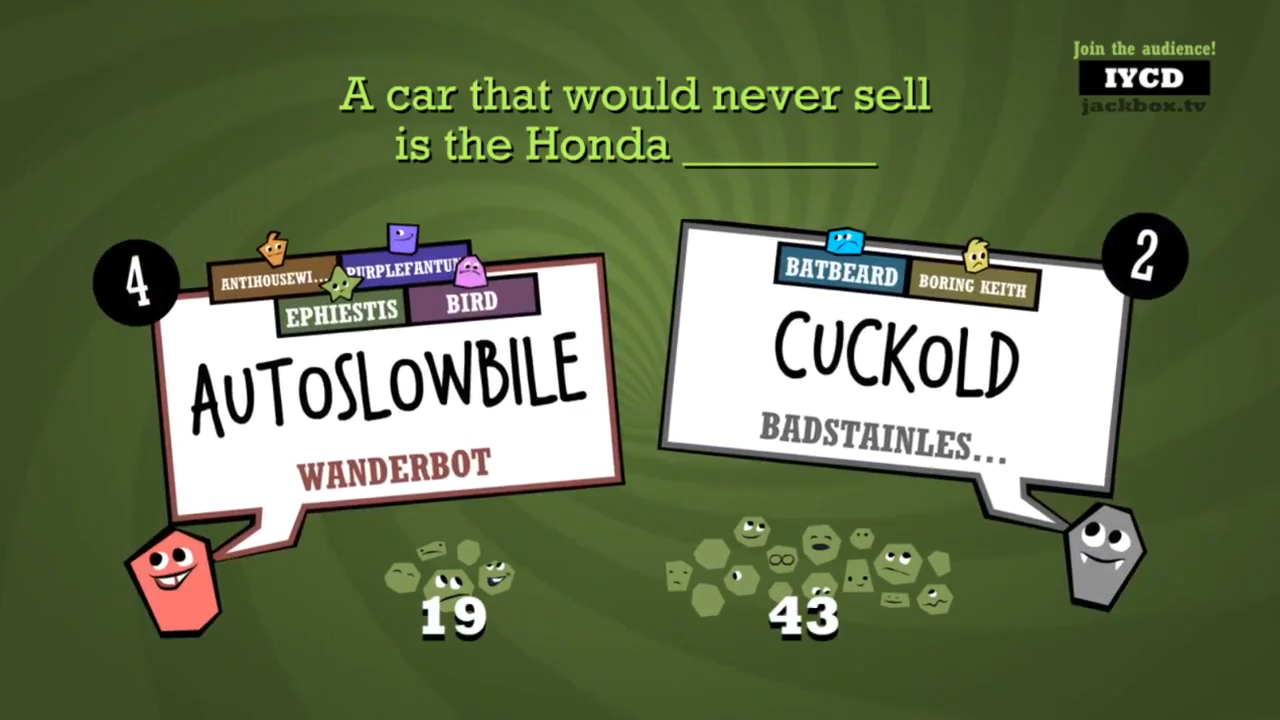 Join the audience!
IYCD
jackbox.tv
A car that would never sell
is the Honda ________
4
ANTIHOUSEWI...
PURPLEFANTU
EPHIESTIS
BIRD
AUTOSLOWBILE
WANDERBOT
19
2
BATBEARD
BORING KEITH
CUCKOLD
BADSTAINLES...
43